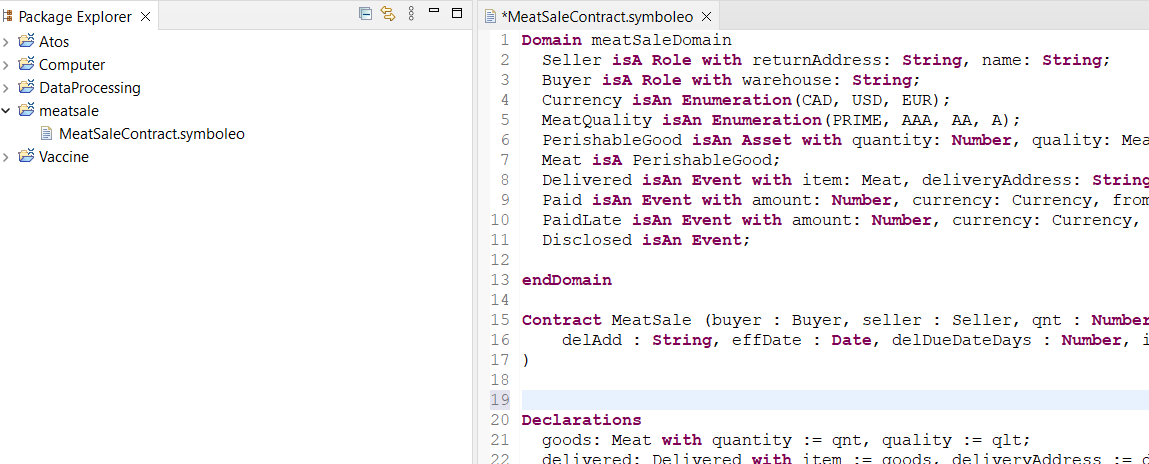 Package Explorer
Atos
Computer
DataProcessing
meatsale
MeatSaleContract.symboleo
Vaccine
*MeatSaleContract.symboleo
1 Domain meatSaleDomain
2 Seller isA Role with returnAddress: String, name: String;
3 Buyer isA Role with warehouse: String;
4 Currency isAn Enumeration(CAD, USD, EUR);
5 MeatQuality isAn Enumeration(PRIME, AAA, AA, A);
6 PerishableGood isAn Asset with quantity: Number, quality: Mea
7 Meat isA PerishableGood;
8 Delivered isAn Event with item: Meat, deliveryAddress: String
9 Paid isAn Event with amount: Number, currency: Currency, from
10 PaidLate isAn Event with amount: Number, currency: Currency,
11 Disclosed isAn Event;
12
13 endDomain
14
15 Contract MeatSale (buyer : Buyer, seller : Seller, qnt : Number
16 delAdd : String, effDate : Date, delDueDateDays : Number, i
17 )
18
19
20 Declarations
21 goods: Meat with quantity := qnt, quality := qlt;
22 delivered: Delivered with item := goods, deliveryAddress := d